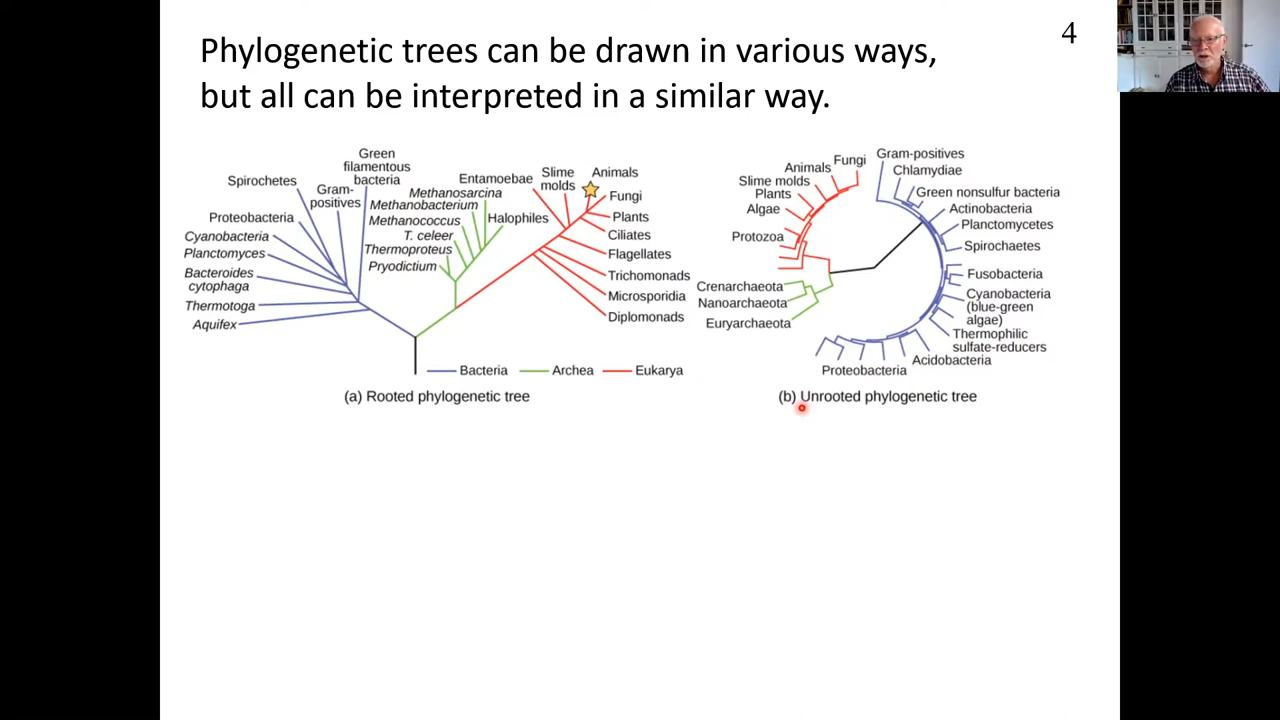 4
Phylogenetic trees can be drawn in various ways,
but all can be interpreted in a similar way.
Green
filamentous
bacteria
Spirochetes
Gram-
positives
Proteobacteria
Cyanobacteria
Planctomyces
Bacteroides
cytophaga
Thermotoga
Aquifex
Entamoebae
Methanosarcina
Methanobacterium
Methanococcus
Halophiles
T. celeer
Thermoproteus
Pryodictium
Slime
molds
Animals
Fungi
Plants
Ciliates
Flagellates
Trichomonads
Microsporidia
Diplomonads
Bacteria
Archea
Eukarya
(a) Rooted phylogenetic tree
Fungi
Animals
Slime molds
Plants
Algae
Protozoa
Crenarchaeota
Nanoarchaeota
Euryarchaeota
Gram-positives
Chlamydiae
Green nonsulfur bacteria
Actinobacteria
Planctomycetes
Spirochaetes
Fusobacteria
Cyanobacteria
(blue-green
algae)
Thermophilic
sulfate-reducers
Acidobacteria
Proteobacteria
(b) Unrooted phylogenetic tree